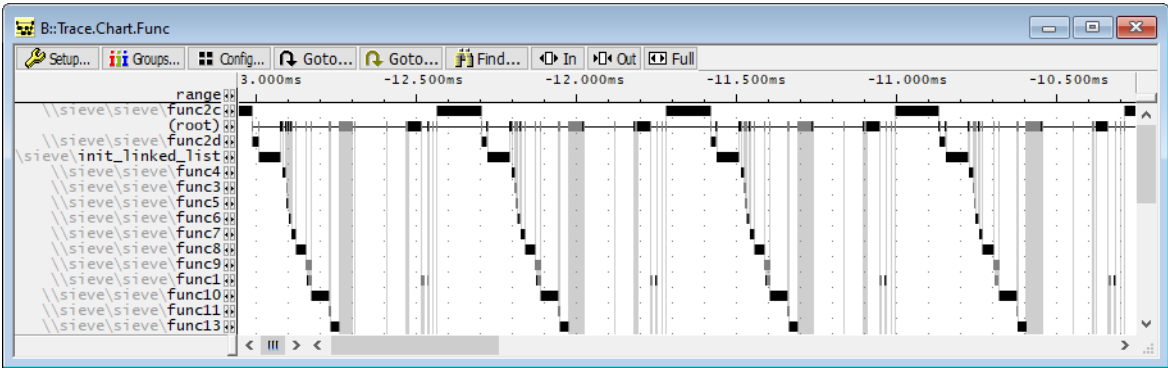 B::Trace.Chart.Func
Setup... Groups... Config... Goto... Goto... Find... In Out Full
3.000ms -12.500ms -12.000ms -11.500ms -11.000ms -10.500ms
range
\\sieve\sieve\func2c
(root)
\\sieve\sieve\func2d
\sieve\init_linked_list
\\sieve\sieve\func4
\\sieve\sieve\func3
\\sieve\sieve\func5
\\sieve\sieve\func6
\\sieve\sieve\func7
\\sieve\sieve\func8
\\sieve\sieve\func9
\\sieve\sieve\func1
\\sieve\sieve\func10
\\sieve\sieve\func11
\\sieve\sieve\func13